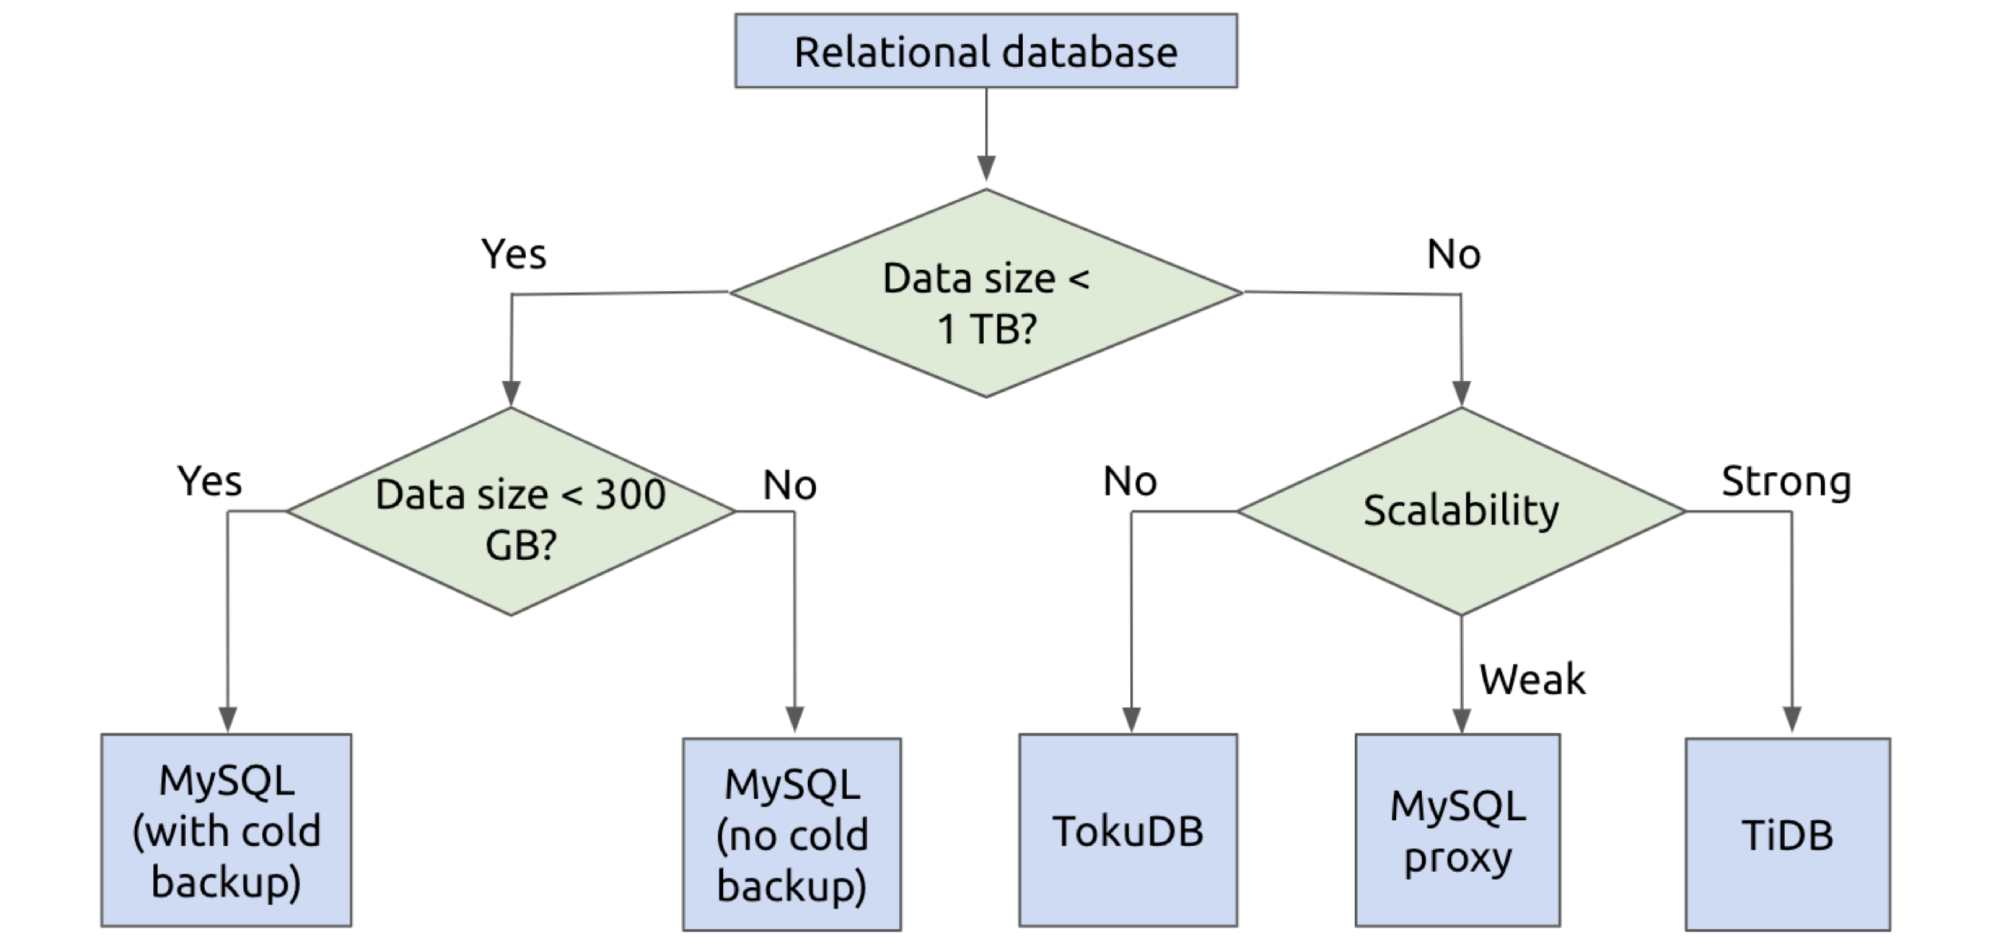 Relational database
Yes
No
Data size <
1 TB?
Yes
Data size < 300
GB?
No
No
Scalability
Strong
Weak
MySQL
(with cold
backup)
MySQL
(no cold
backup)
TokuDB
MySQL
proxy
TiDB